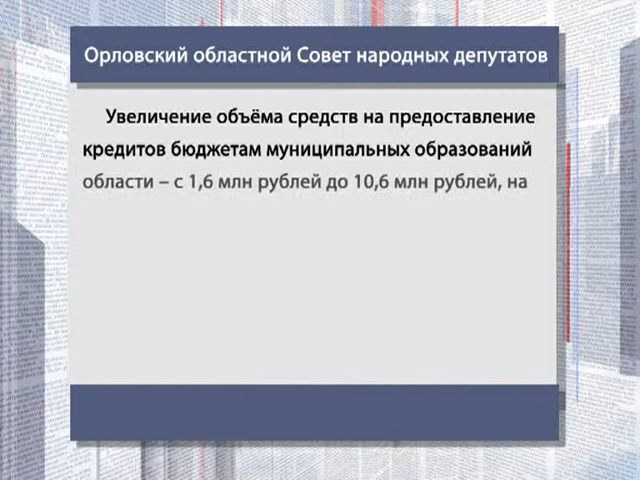 Орловский областной Совет народных депутатов
Увеличение объёма средств на предоставление
кредитов бюджетам муниципальных образований
области – с 1,6 млн рублей до 10,6 млн рублей, на